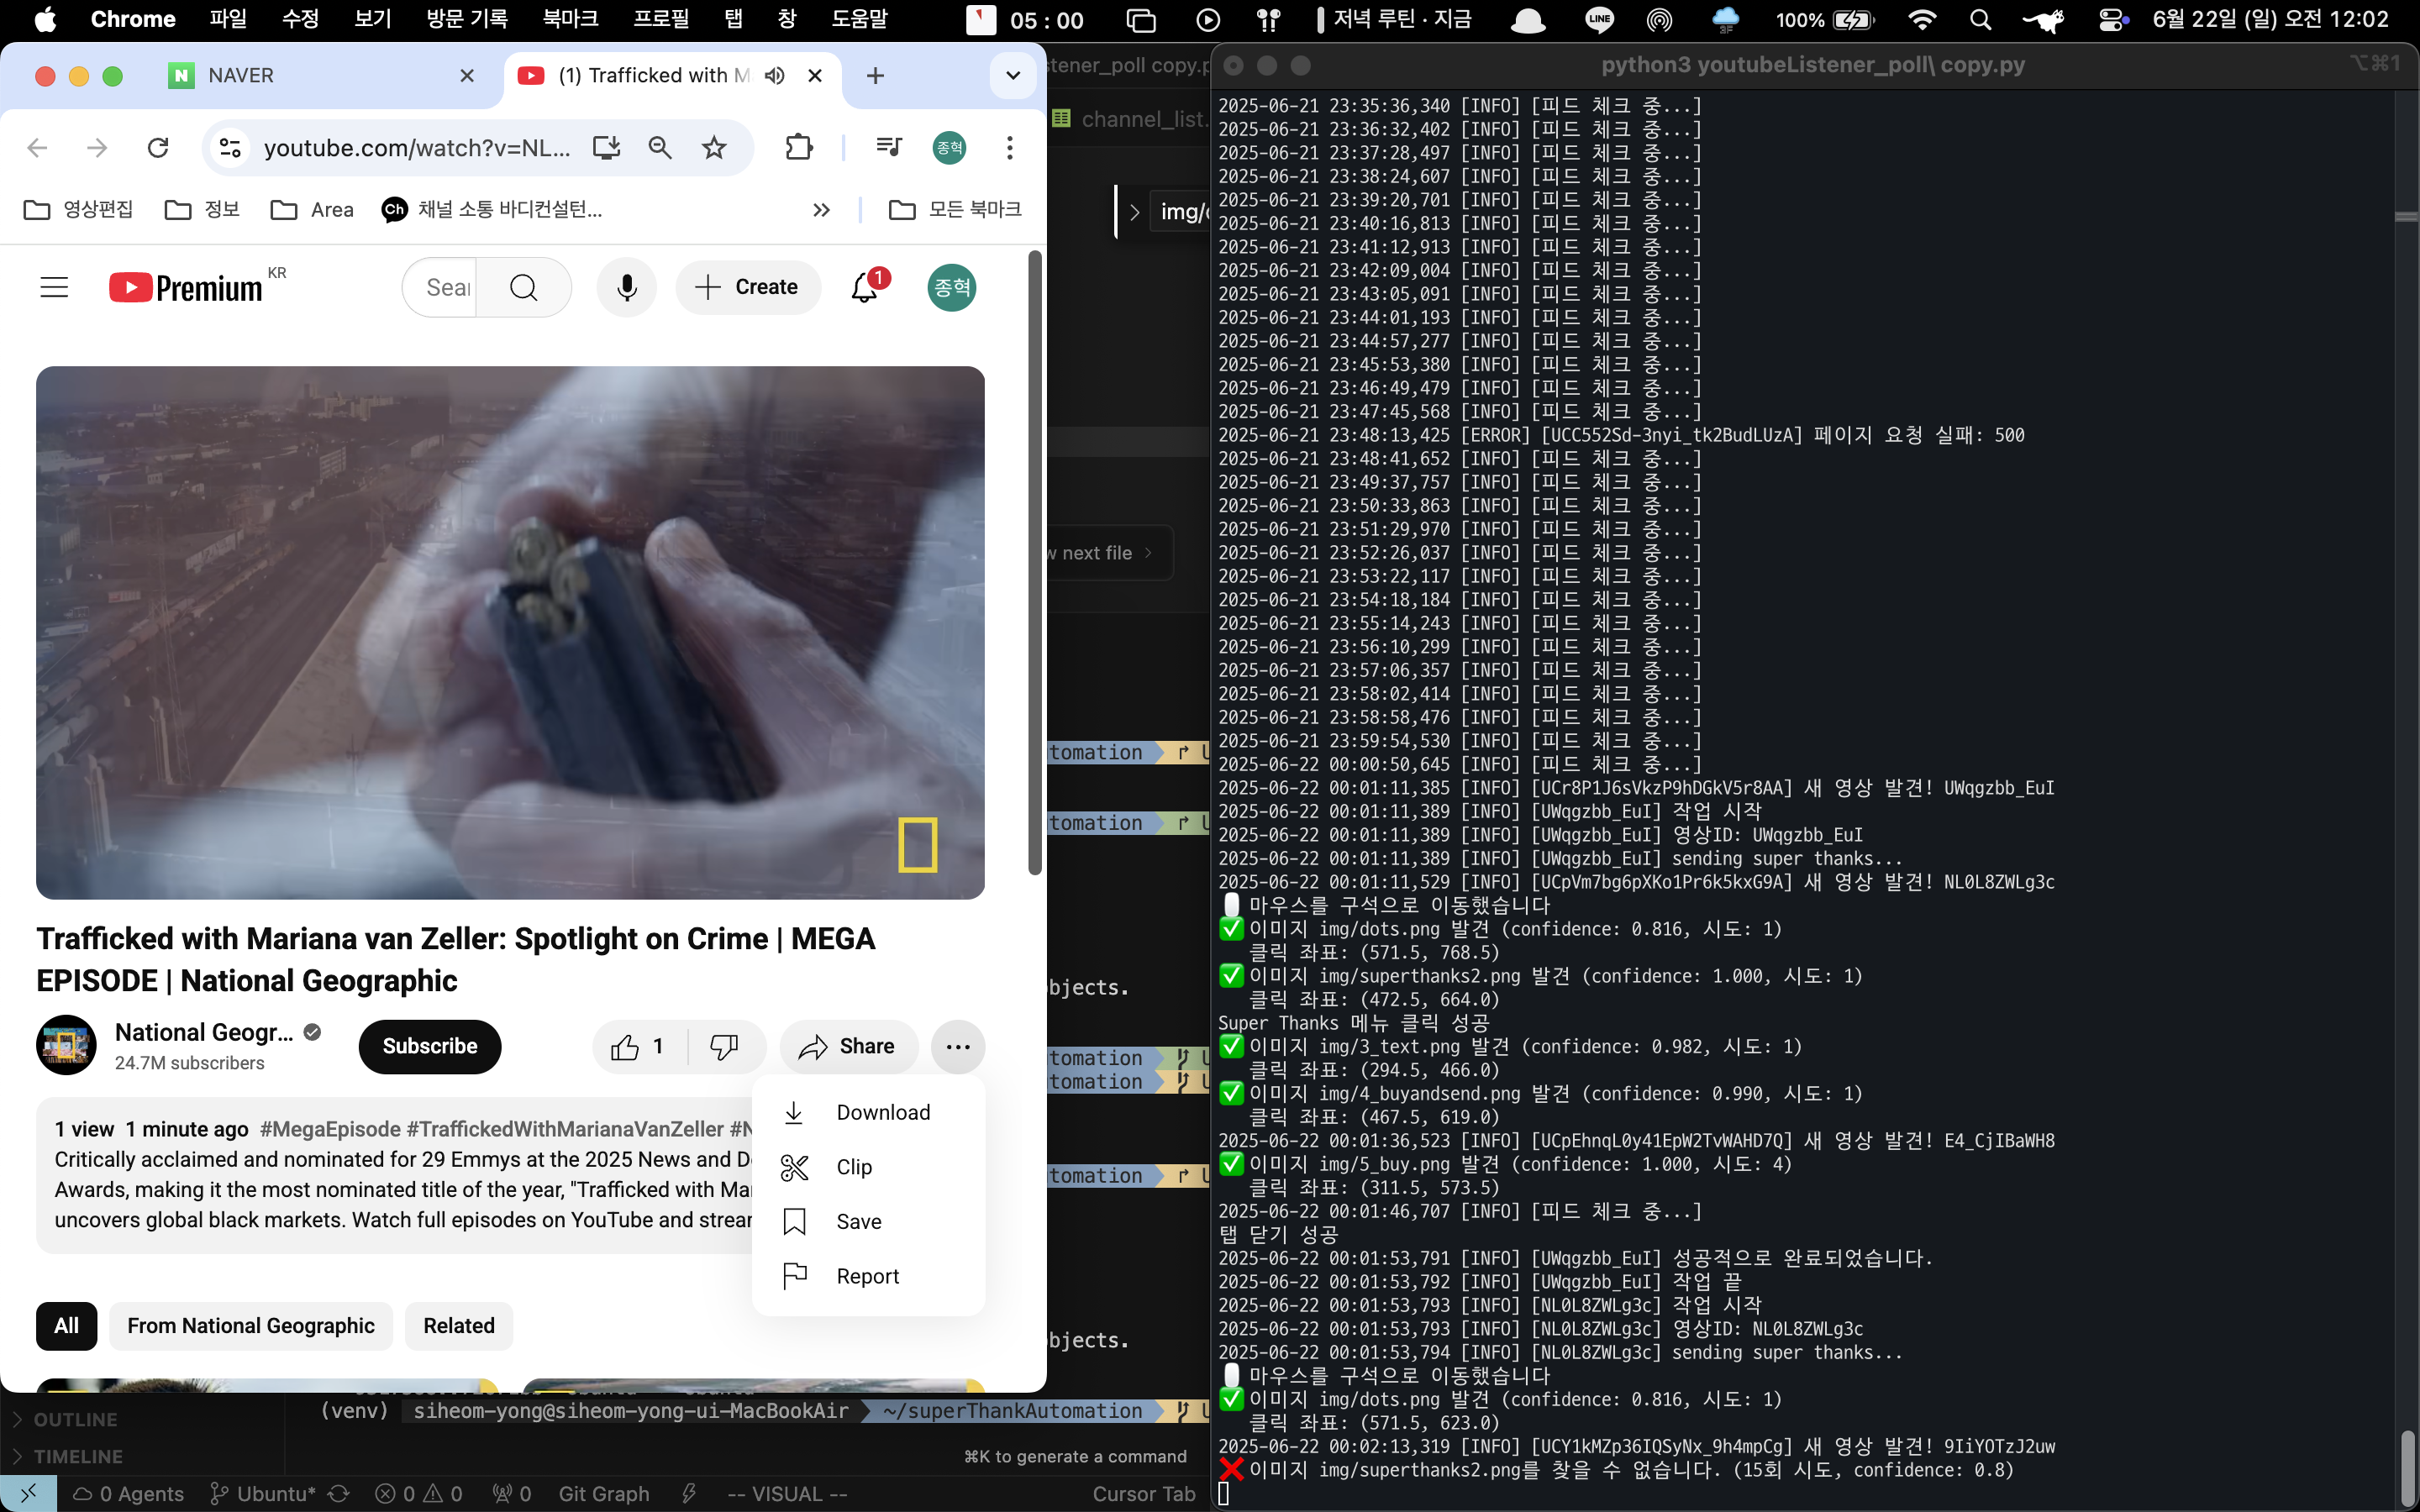 Chrome 파일 수정 보기 방문 기록 북마크 프로필 탭 창 도움말 05 : 00 저녁 루틴 · 지금 LINE 3F 100% 6월 22일 (일) 오전 12:02
NAVER
(1) Trafficked with M
youtube.com/watch?v=NL...
종혁
영상편집 정보 Area Ch 채널 소통 바디컨설턴... » 모든 북마크
Premium KR
Sear
Create
1
종혁
Trafficked with Mariana van Zeller: Spotlight on Crime | MEGA
EPISODE | National Geographic
National Geogr...
24.7M subscribers
Subscribe
1
Share
Download
Clip
Save
Report
1 view 1 minute ago #MegaEpisode #TraffickedWithMarianaVanZeller #N
Critically acclaimed and nominated for 29 Emmys at the 2025 News and D
Awards, making it the most nominated title of the year, "Trafficked with Mar
uncovers global black markets. Watch full episodes on YouTube and strear
All From National Geographic Related
stener_poll copy.p
channel_list.
img/
w next file
tomation
tomation
bjects.
tomation
tomation
tomation
bjects.
(venv) siheom-yong@siheom-yong-ui-MacBookAir ~/superThankAutomation
⌘K to generate a command
OUTLINE
TIMELINE
0 Agents Ubuntu* 0 0 0 Git Graph -- VISUAL -- Cursor Tab
python3 youtubeListener_poll\ copy.py ⌥⌘1
2025-06-21 23:35:36,340 [INFO] [피드 체크 중...]
2025-06-21 23:36:32,402 [INFO] [피드 체크 중...]
2025-06-21 23:37:28,497 [INFO] [피드 체크 중...]
2025-06-21 23:38:24,607 [INFO] [피드 체크 중...]
2025-06-21 23:39:20,701 [INFO] [피드 체크 중...]
2025-06-21 23:40:16,813 [INFO] [피드 체크 중...]
2025-06-21 23:41:12,913 [INFO] [피드 체크 중...]
2025-06-21 23:42:09,004 [INFO] [피드 체크 중...]
2025-06-21 23:43:05,091 [INFO] [피드 체크 중...]
2025-06-21 23:44:01,193 [INFO] [피드 체크 중...]
2025-06-21 23:44:57,277 [INFO] [피드 체크 중...]
2025-06-21 23:45:53,380 [INFO] [피드 체크 중...]
2025-06-21 23:46:49,479 [INFO] [피드 체크 중...]
2025-06-21 23:47:45,568 [INFO] [피드 체크 중...]
2025-06-21 23:48:13,425 [ERROR] [UCC552Sd-3nyi_tk2BudLUzA] 페이지 요청 실패: 500
2025-06-21 23:48:41,652 [INFO] [피드 체크 중...]
2025-06-21 23:49:37,757 [INFO] [피드 체크 중...]
2025-06-21 23:50:33,863 [INFO] [피드 체크 중...]
2025-06-21 23:51:29,970 [INFO] [피드 체크 중...]
2025-06-21 23:52:26,037 [INFO] [피드 체크 중...]
2025-06-21 23:53:22,117 [INFO] [피드 체크 중...]
2025-06-21 23:54:18,184 [INFO] [피드 체크 중...]
2025-06-21 23:55:14,243 [INFO] [피드 체크 중...]
2025-06-21 23:56:10,299 [INFO] [피드 체크 중...]
2025-06-21 23:57:06,357 [INFO] [피드 체크 중...]
2025-06-21 23:58:02,414 [INFO] [피드 체크 중...]
2025-06-21 23:58:58,476 [INFO] [피드 체크 중...]
2025-06-21 23:59:54,530 [INFO] [피드 체크 중...]
2025-06-22 00:00:50,645 [INFO] [피드 체크 중...]
2025-06-22 00:01:11,385 [INFO] [UCr8P1J6sVkzP9hDGkV5r8AA] 새 영상 발견! UWqgzbb_EuI
2025-06-22 00:01:11,389 [INFO] [UWqgzbb_EuI] 작업 시작
2025-06-22 00:01:11,389 [INFO] [UWqgzbb_EuI] 영상ID: UWqgzbb_EuI
2025-06-22 00:01:11,389 [INFO] [UWqgzbb_EuI] sending super thanks...
2025-06-22 00:01:11,529 [INFO] [UCpVm7bg6pXKo1Pr6k5kxG9A] 새 영상 발견! NL0L8ZWLg3c
마우스를 구석으로 이동했습니다
✅ 이미지 img/dots.png 발견 (confidence: 0.816, 시도: 1)
클릭 좌표: (571.5, 768.5)
✅ 이미지 img/superthanks2.png 발견 (confidence: 1.000, 시도: 1)
클릭 좌표: (472.5, 664.0)
Super Thanks 메뉴 클릭 성공
✅ 이미지 img/3_text.png 발견 (confidence: 0.982, 시도: 1)
클릭 좌표: (294.5, 466.0)
✅ 이미지 img/4_buyandsend.png 발견 (confidence: 0.990, 시도: 1)
클릭 좌표: (467.5, 619.0)
2025-06-22 00:01:36,523 [INFO] [UCpEhnqL0y41EpW2TvWAHD7Q] 새 영상 발견! E4_CjIBaWH8
✅ 이미지 img/5_buy.png 발견 (confidence: 1.000, 시도: 4)
클릭 좌표: (311.5, 573.5)
2025-06-22 00:01:46,707 [INFO] [피드 체크 중...]
탭 닫기 성공
2025-06-22 00:01:53,791 [INFO] [UWqgzbb_EuI] 성공적으로 완료되었습니다.
2025-06-22 00:01:53,792 [INFO] [UWqgzbb_EuI] 작업 끝
2025-06-22 00:01:53,793 [INFO] [NL0L8ZWLg3c] 작업 시작
2025-06-22 00:01:53,793 [INFO] [NL0L8ZWLg3c] 영상ID: NL0L8ZWLg3c
2025-06-22 00:01:53,794 [INFO] [NL0L8ZWLg3c] sending super thanks...
마우스를 구석으로 이동했습니다
✅ 이미지 img/dots.png 발견 (confidence: 0.816, 시도: 1)
클릭 좌표: (571.5, 623.0)
2025-06-22 00:02:13,319 [INFO] [UCY1kMZp36IQSyNx_9h4mpCg] 새 영상 발견! 9IiYOTzJ2uw
❌ 이미지 img/superthanks2.png를 찾을 수 없습니다. (15회 시도, confidence: 0.8)